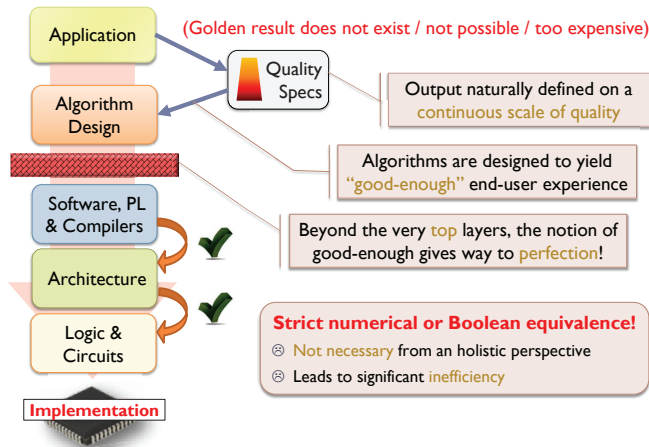 Application
(Golden result does not exist / not possible / too expensive)
Quality
Specs
Output naturally defined on a
continuous scale of quality
Algorithm
Design
Algorithms are designed to yield
“good-enough” end-user experience
Software, PL
& Compilers
Beyond the very top layers, the notion of
good-enough gives way to perfection!
Architecture
Logic &
Circuits
Strict numerical or Boolean equivalence!
☹ Not necessary from an holistic perspective
☹ Leads to significant inefficiency
Implementation